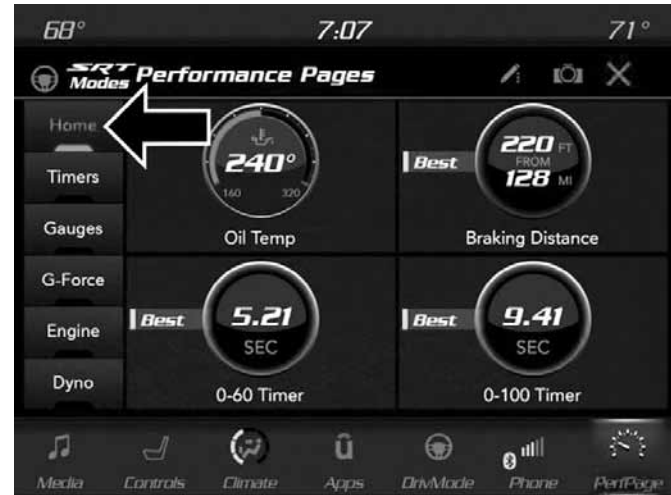 68° 7:07 71°
SRT Modes Performance Pages
Home
Timers
Gauges
G-Force
Engine
Dyno
240°
160 320
Oil Temp
Best
220 FT
FROM
128 MI
Braking Distance
Best
5.21
SEC
0-60 Timer
Best
9.41
SEC
0-100 Timer
Media Controls Climate Apps DrivMode Phone PerfPage